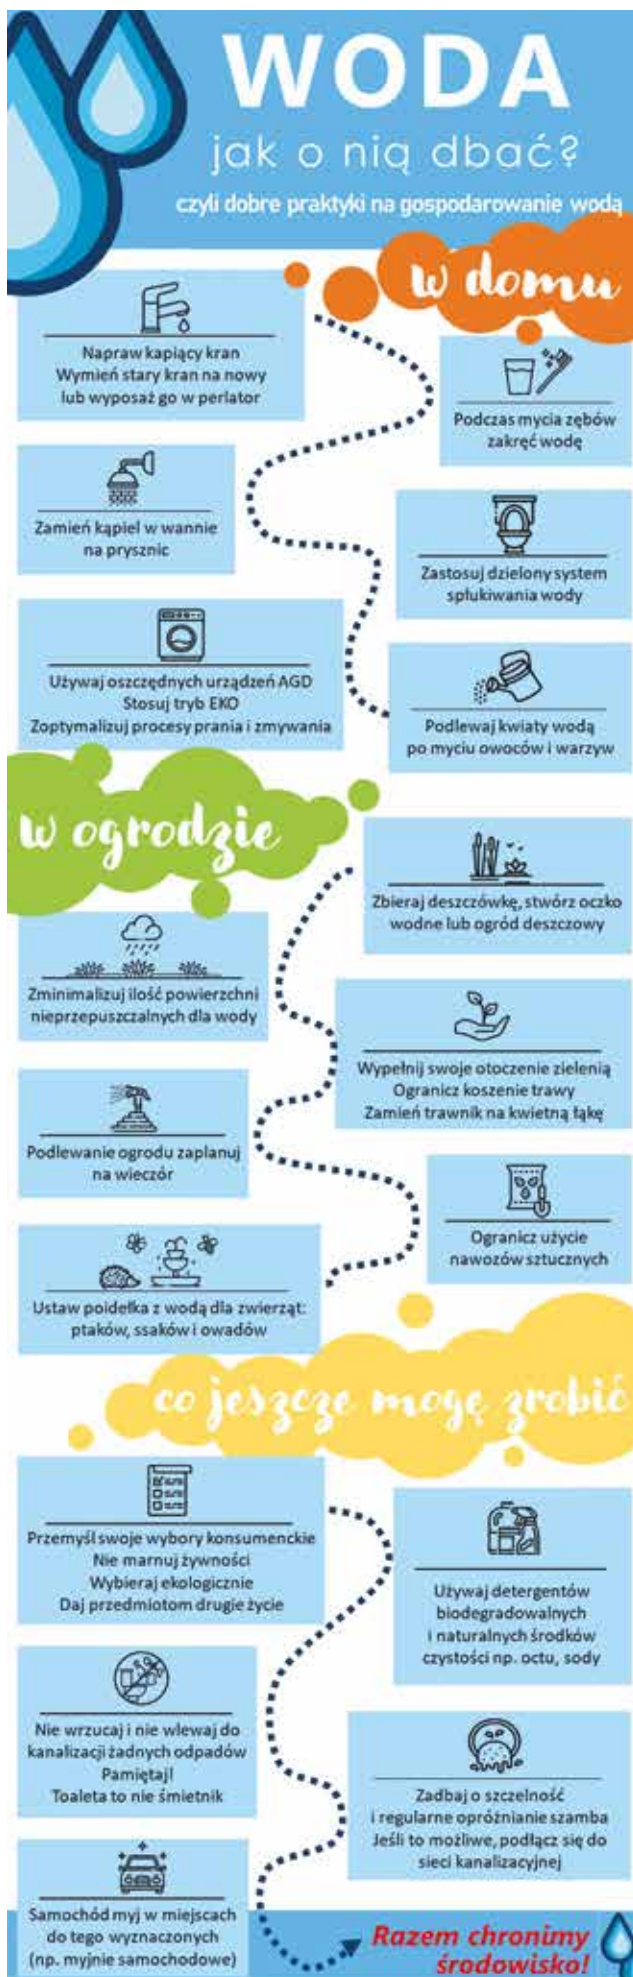 WODA
jak o nią dbać?
czyli dobre praktyki na gospodarowanie wodą
w domu
Napraw kapiący kran
Wymień stary kran na nowy
lub wyposaż go w perlator
Podczas mycia zębów
zakręć wodę
Zamień kąpiel w wannie
na prysznic
Zastosuj dzielony system
spłukiwania wody
Używaj oszczędnych urządzeń AGD
Stosuj tryb EKO
Zoptymalizuj procesy prania i zmywania
Podlewaj kwiaty wodą
po myciu owoców i warzyw
w ogrodzie
Zbieraj deszczówkę, stwórz oczko
wodne lub ogród deszczowy
Zminimalizuj ilość powierzchni
nieprzepuszczalnych dla wody
Wypełnij swoje otoczenie zielenią
Ogranicz koszenie trawy
Zamień trawnik na kwietną łąkę
Podlewanie ogrodu zaplanuj
na wieczór
Ogranicz użycie
nawozów sztucznych
Ustaw poidełka z wodą dla zwierząt:
ptaków, ssaków i owadów
co jeszcze mogę zrobić
Przemyśl swoje wybory konsumenckie
Nie marnuj żywności
Wybieraj ekologicznie
Daj przedmiotom drugie życie
Używaj detergentów
biodegradowalnych
i naturalnych środków
czystości np. octu, sody
Nie wrzucaj i nie wlewaj do
kanalizacji żadnych odpadów
Pamiętaj!
Toaleta to nie śmietnik
Zadbaj o szczelność
i regularne opróżnianie szamba
Jeśli to możliwe, podłącz się do
sieci kanalizacyjnej
Samochód myj w miejscach
do tego wyznaczonych
(np. myjnie samochodowe)
Razem chronimy
środowisko!